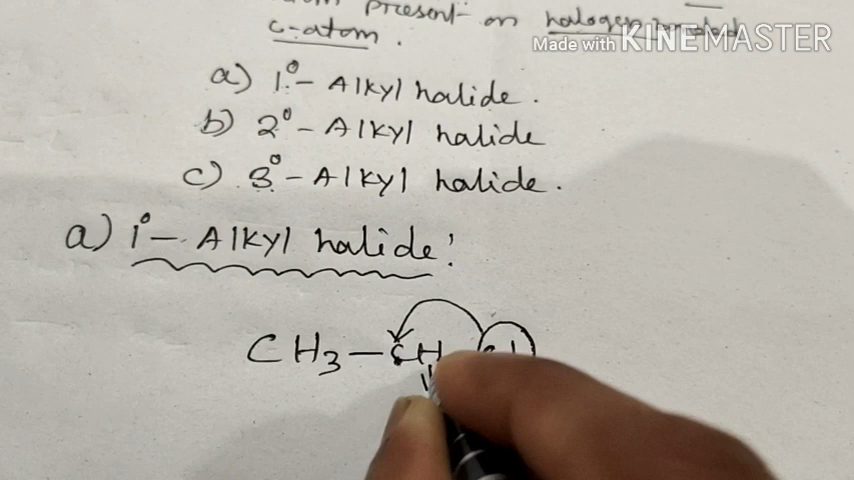 present on halogen
c-atom.
Made with KINEMASTER
a) 1° - Alkyl halide.
b) 2° - Alkyl halide
c) 3° - Alkyl halide.
a) 1° - Alkyl halide:
CH3 - CH